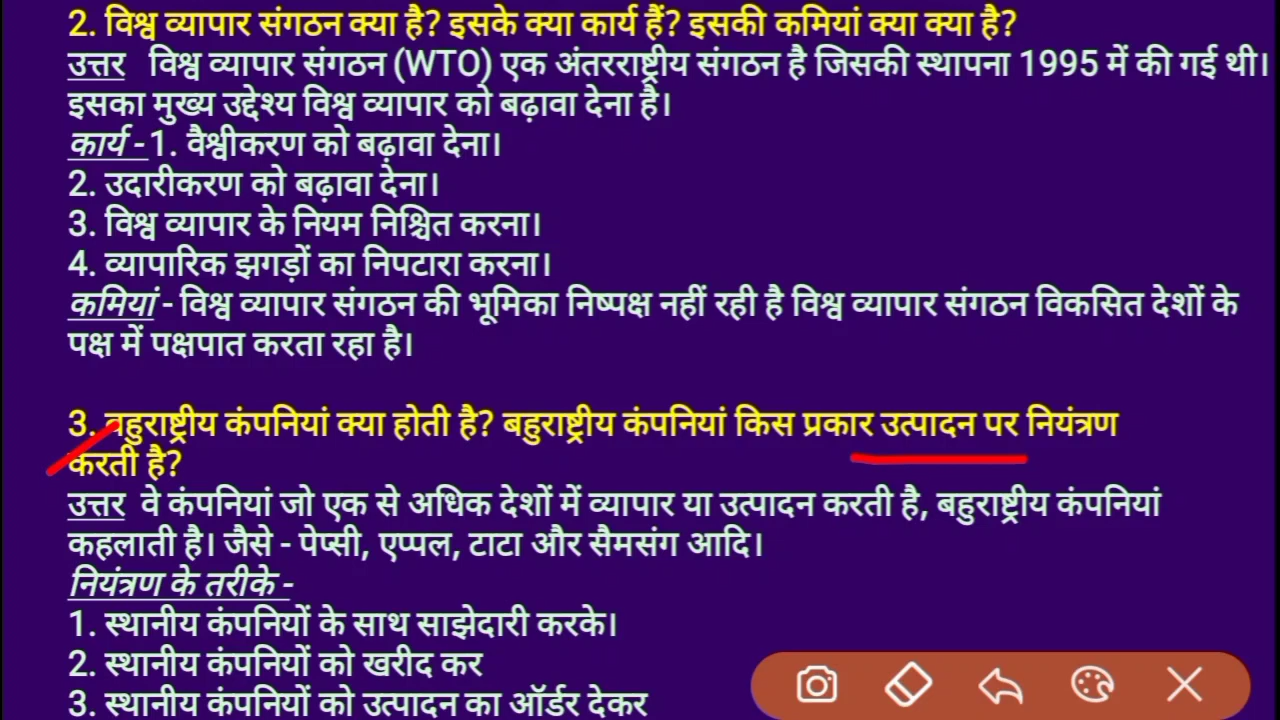 2. विश्व व्यापार संगठन क्या है? इसके क्या कार्य हैं? इसकी कमियां क्या क्या है?
उत्तर विश्व व्यापार संगठन (WTO) एक अंतरराष्ट्रीय संगठन है जिसकी स्थापना 1995 में की गई थी।
इसका मुख्य उद्देश्य विश्व व्यापार को बढ़ावा देना है।
कार्य - 1. वैश्वीकरण को बढ़ावा देना।
2. उदारीकरण को बढ़ावा देना।
3. विश्व व्यापार के नियम निश्चित करना।
4. व्यापारिक झगड़ों का निपटारा करना।
कमियां - विश्व व्यापार संगठन की भूमिका निष्पक्ष नहीं रही है विश्व व्यापार संगठन विकसित देशों के
पक्ष में पक्षपात करता रहा है।
3. बहुराष्ट्रीय कंपनियां क्या होती है? बहुराष्ट्रीय कंपनियां किस प्रकार उत्पादन पर नियंत्रण
करती है?
उत्तर वे कंपनियां जो एक से अधिक देशों में व्यापार या उत्पादन करती है, बहुराष्ट्रीय कंपनियां
कहलाती है। जैसे - पेप्सी, एप्पल, टाटा और सैमसंग आदि।
नियंत्रण के तरीके -
1. स्थानीय कंपनियों के साथ साझेदारी करके।
2. स्थानीय कंपनियों को खरीद कर
3. स्थानीय कंपनियों को उत्पादन का ऑर्डर देकर